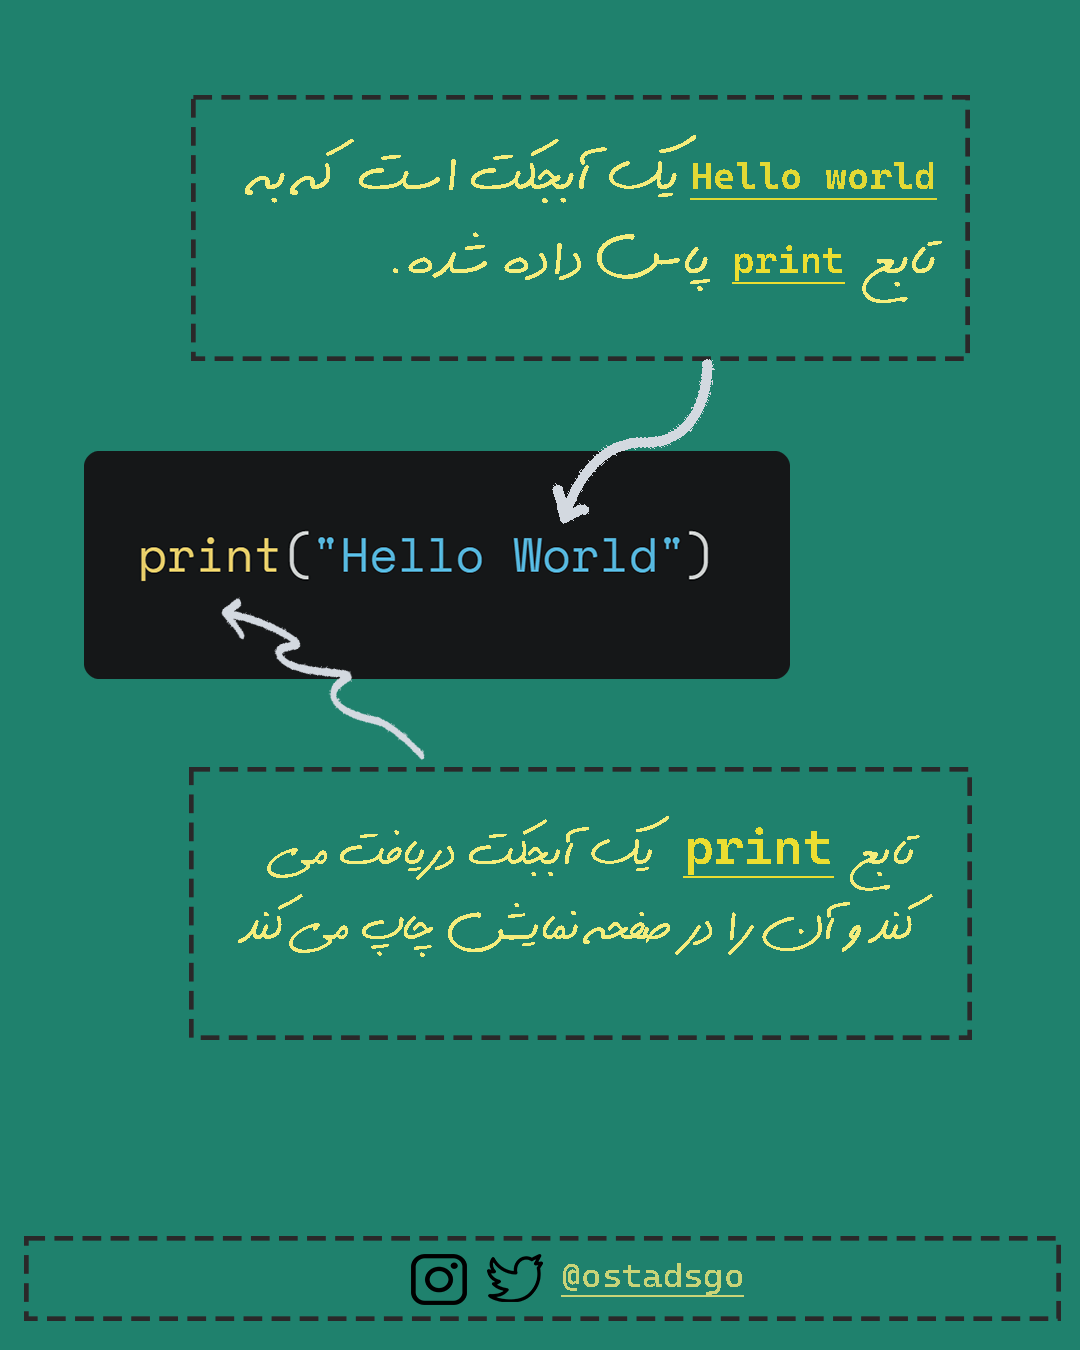 Hello world یک آبجکت است که به
تابع print پاس داده شده.
print("Hello World")
تابع print یک آبجکت دریافت می
کند و آن را در صفحه نمایش چاپ می کند
@ostadsgo